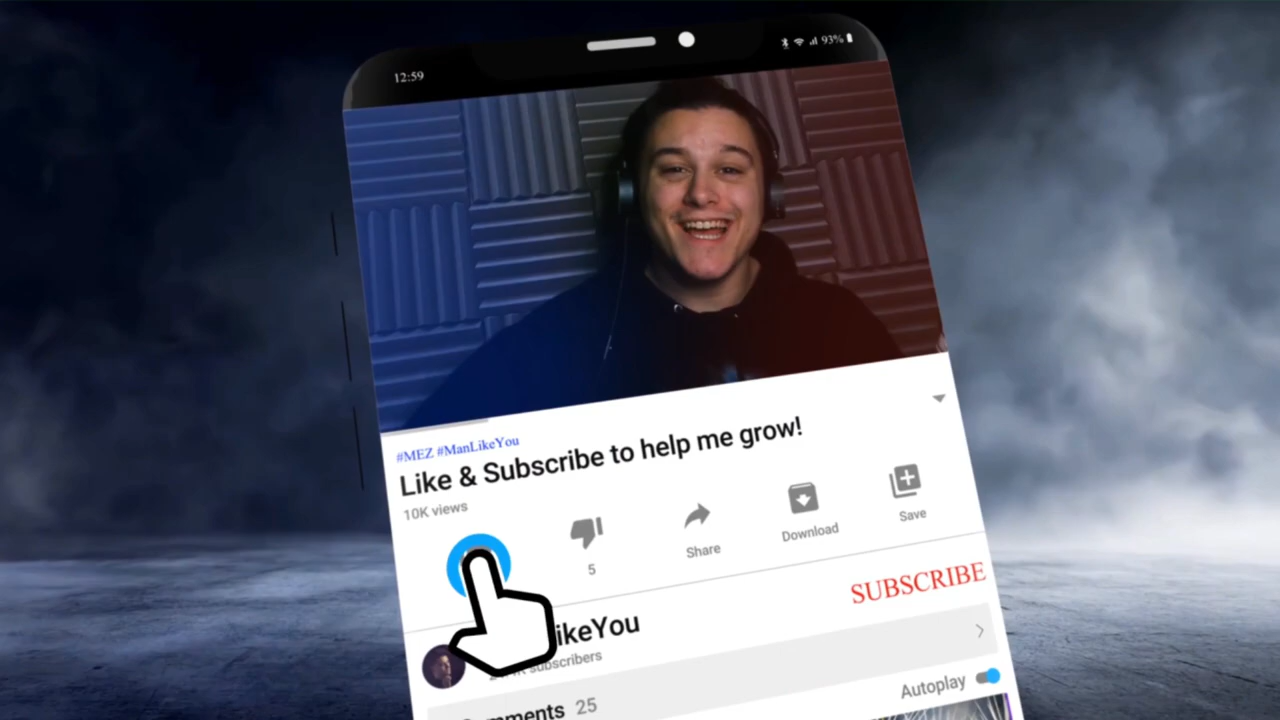 12:59
93%
#MEZ #ManLikeYou
Like & Subscribe to help me grow!
10K views
5
Share
Download
Save
SUBSCRIBE
ikeYou
subscribers
mments 25
Autoplay